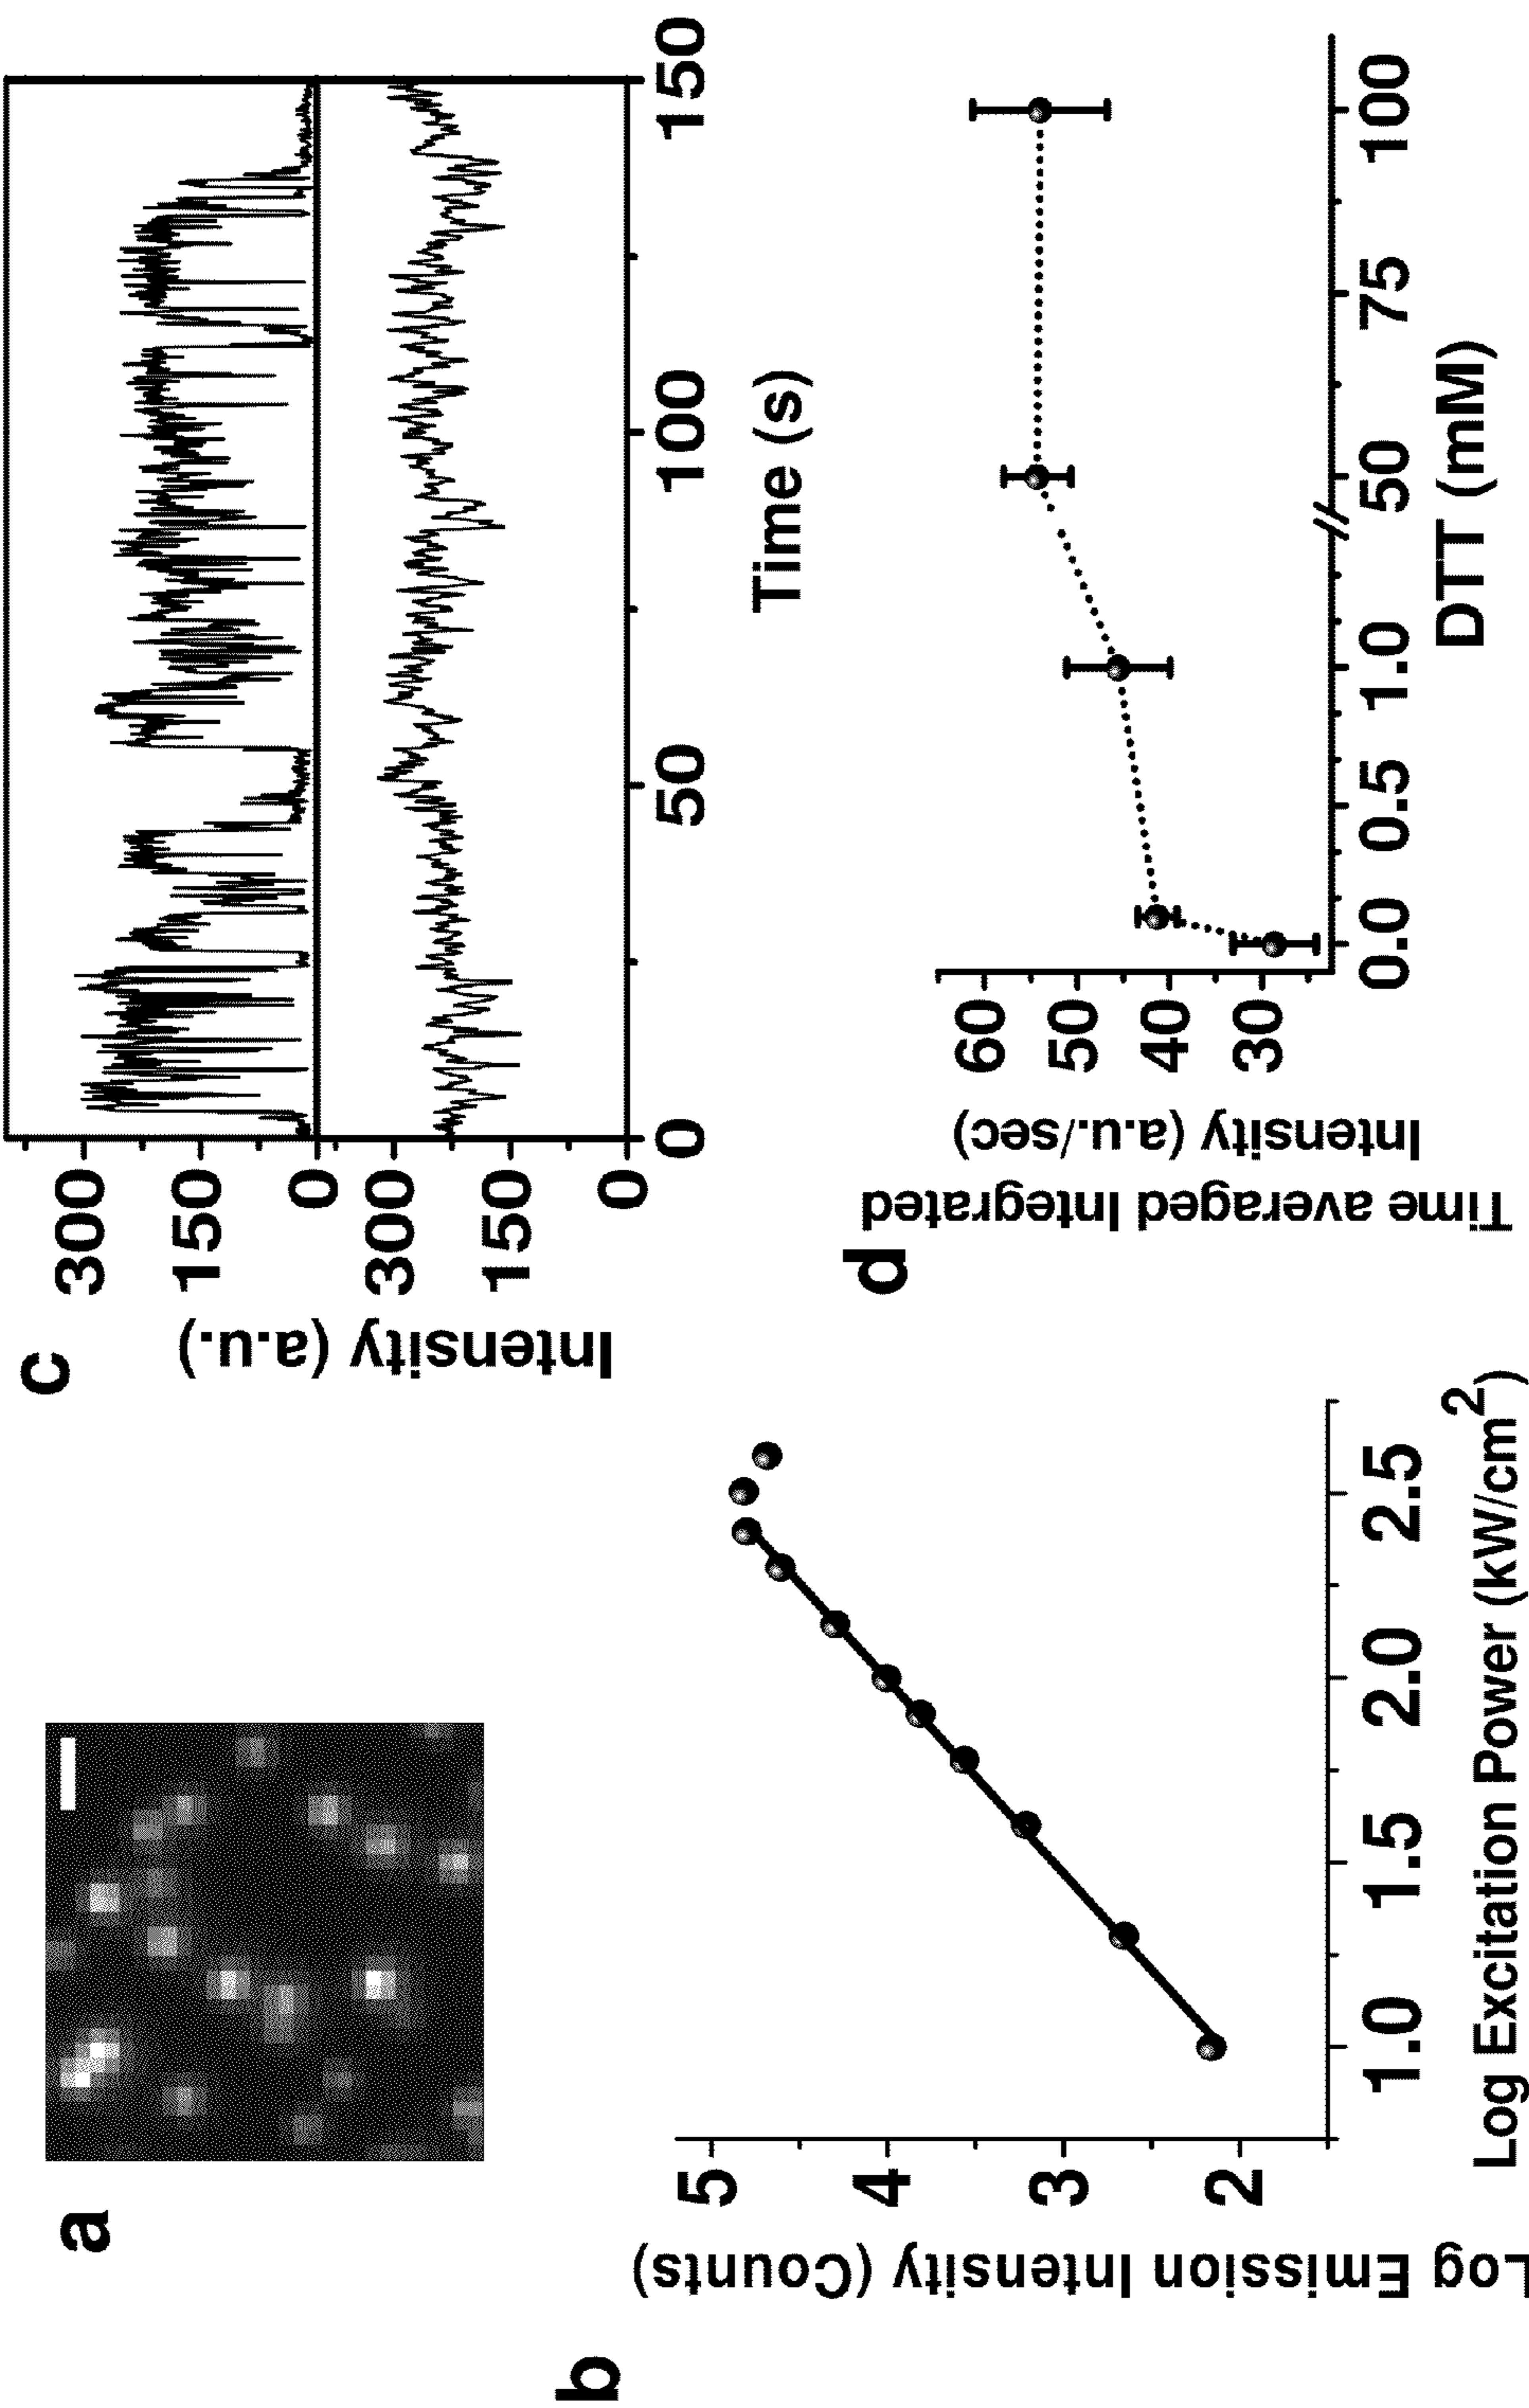 a
b
5
4
3
2
Log Emission Intensity (Counts)
1.0 1.5 2.0 2.5
Log Excitation Power (kW/cm2)
c
300
150
0
300
150
0
Intensity (a.u.)
0 50 100 150
Time (s)
d
60
50
40
30
Time averaged Integrated
Intensity (a.u./sec)
0.0 0.5 1.0 50 75 100
DTT (mM)